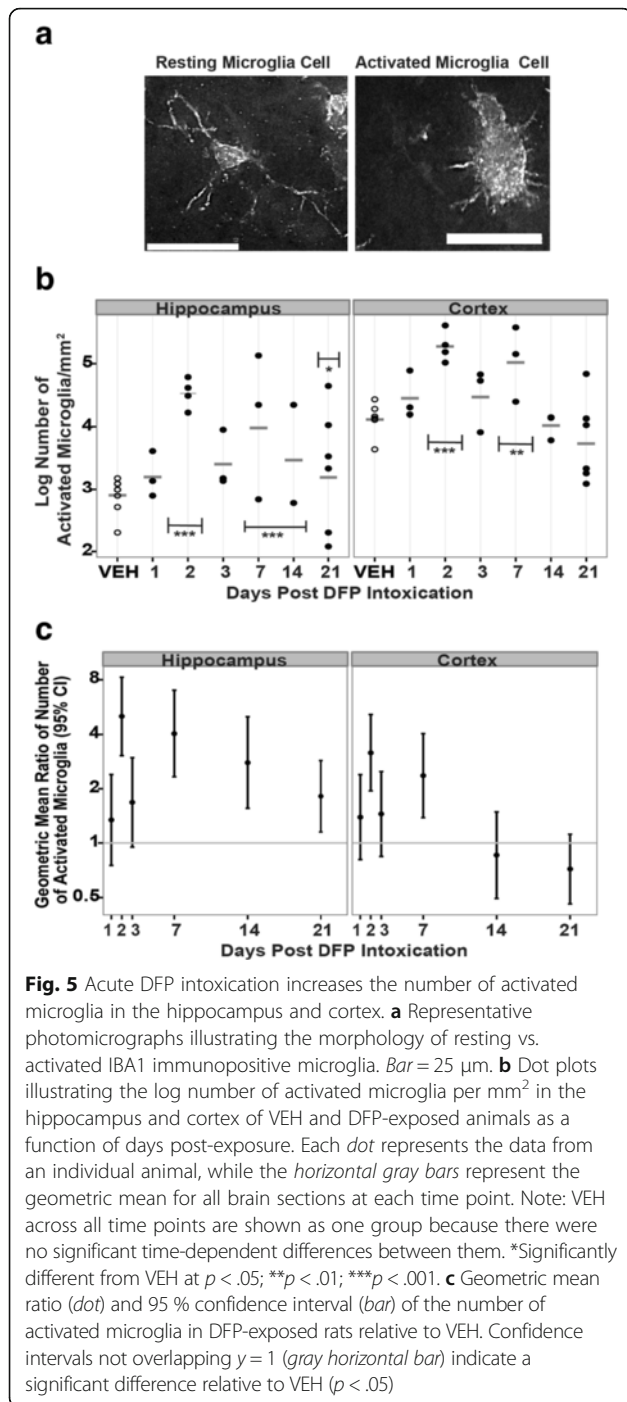 a
Resting Microglia Cell Activated Microglia Cell
b
Hippocampus Cortex
Log Number of
Activated Microglia/mm²
5
4
3
2
*
*** *** *** **
VEH 1 2 3 7 14 21 VEH 1 2 3 7 14 21
Days Post DFP Intoxication
c
Hippocampus Cortex
Geometric Mean Ratio of Number
of Activated Microglia (95% CI)
8
4
2
1
0.5
1 2 3 7 14 21 1 2 3 7 14 21
Days Post DFP Intoxication
Fig. 5 Acute DFP intoxication increases the number of activated
microglia in the hippocampus and cortex. a Representative
photomicrographs illustrating the morphology of resting vs.
activated IBA1 immunopositive microglia. Bar = 25 μm. b Dot plots
illustrating the log number of activated microglia per mm² in the
hippocampus and cortex of VEH and DFP-exposed animals as a
function of days post-exposure. Each dot represents the data from
an individual animal, while the horizontal gray bars represent the
geometric mean for all brain sections at each time point. Note: VEH
across all time points are shown as one group because there were
no significant time-dependent differences between them. *Significantly
different from VEH at p < .05; **p < .01; ***p < .001. c Geometric mean
ratio (dot) and 95 % confidence interval (bar) of the number of
activated microglia in DFP-exposed rats relative to VEH. Confidence
intervals not overlapping y = 1 (gray horizontal bar) indicate a
significant difference relative to VEH (p < .05)